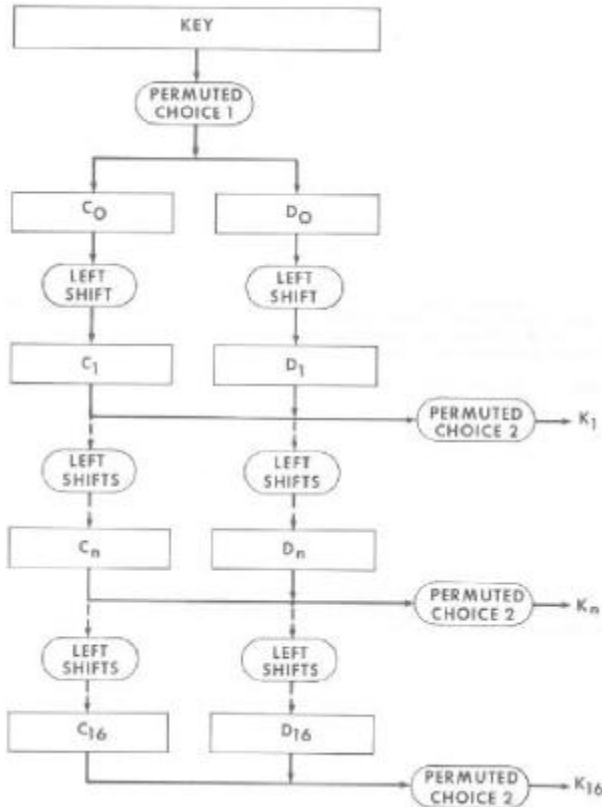 KEY
PERMUTED
CHOICE 1
C0 D0
LEFT
SHIFT
LEFT
SHIFT
C1 D1
PERMUTED
CHOICE 2
K1
LEFT
SHIFTS
LEFT
SHIFTS
Cn Dn
PERMUTED
CHOICE 2
Kn
LEFT
SHIFTS
LEFT
SHIFTS
C16 D16
PERMUTED
CHOICE 2
K16